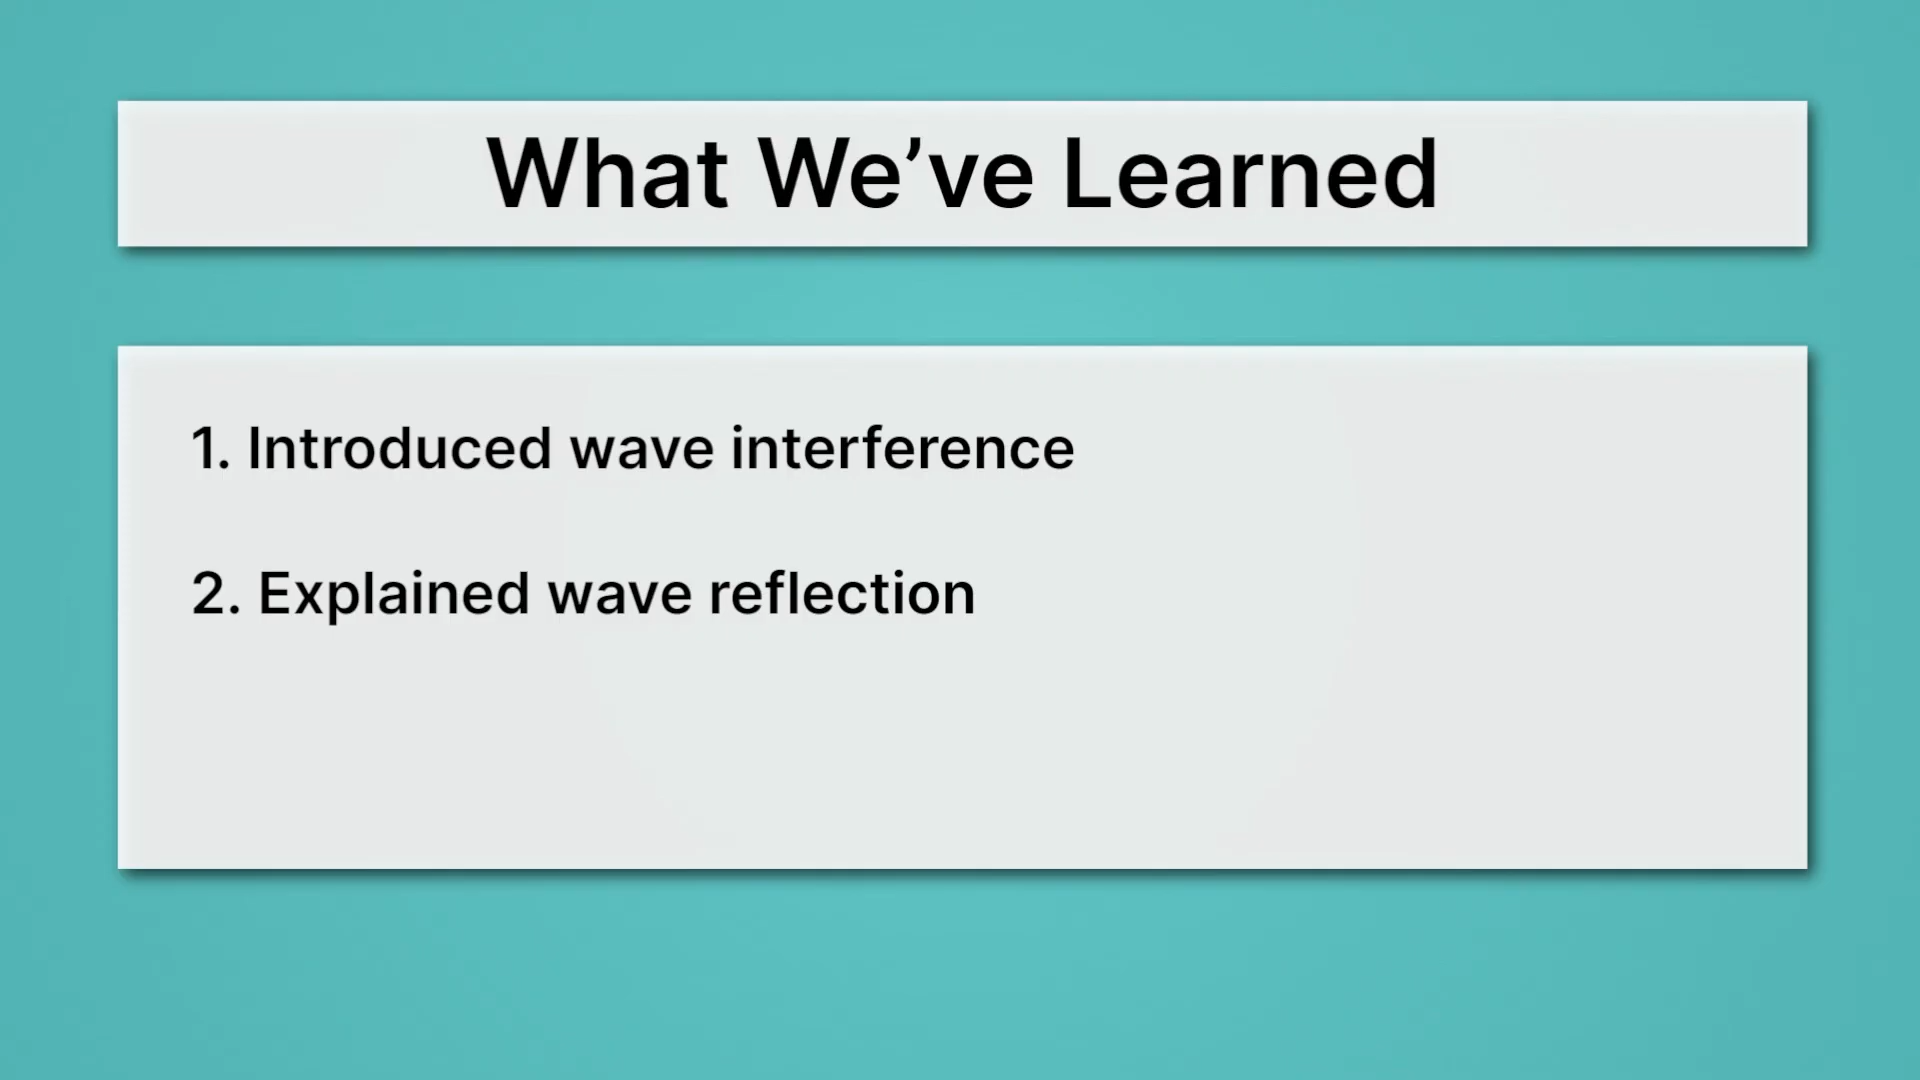 What We’ve Learned
1. Introduced wave interference
2. Explained wave reflection